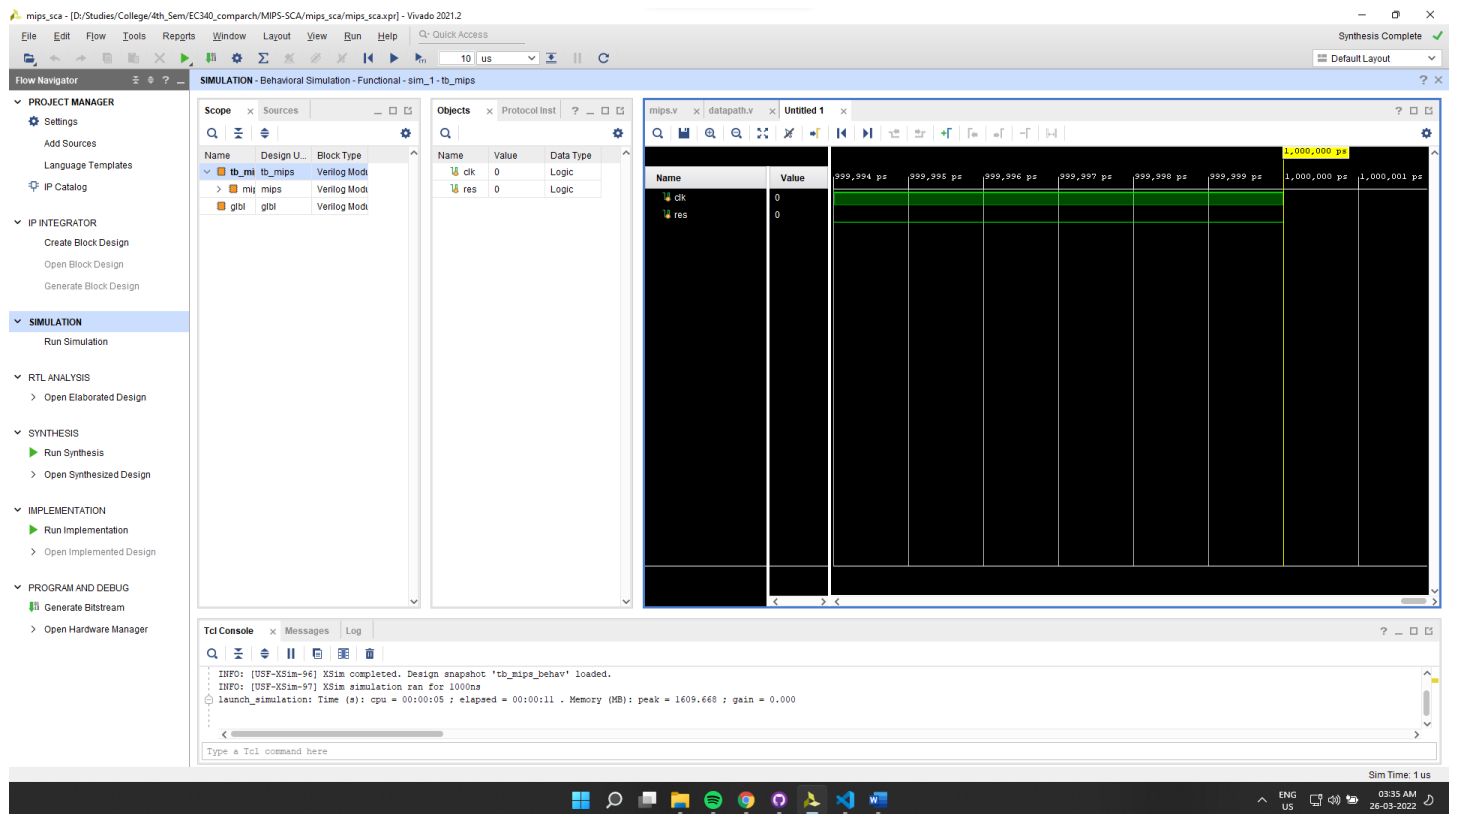 mips_sca - [D:/Studies/College/4th_Sem/EC340_comparch/MIPS-SCA/mips_sca/mips_sca.xpr] - Vivado 2021.2
File Edit Flow Tools Reports Window Layout View Run Help Q- Quick Access
Synthesis Complete
10 us
Default Layout
Flow Navigator
SIMULATION - Behavioral Simulation - Functional - sim_1 - tb_mips
PROJECT MANAGER
Settings
Add Sources
Language Templates
IP Catalog
IP INTEGRATOR
Create Block Design
Open Block Design
Generate Block Design
SIMULATION
Run Simulation
RTL ANALYSIS
Open Elaborated Design
SYNTHESIS
Run Synthesis
Open Synthesized Design
IMPLEMENTATION
Run Implementation
Open Implemented Design
PROGRAM AND DEBUG
Generate Bitstream
Open Hardware Manager
Scope Sources
Name Design U... Block Type
tb_mi tb_mips Verilog Modu
mip mips Verilog Modu
glbl glbl Verilog Modu
Objects Protocol Inst
Name Value Data Type
clk 0 Logic
res 0 Logic
mips.v datapath.v Untitled 1
1,000,000 ps
Name Value
999,994 ps 999,995 ps 999,996 ps 999,997 ps 999,998 ps 999,999 ps 1,000,000 ps 1,000,001 ps
clk 0
res 0
Tcl Console Messages Log
INFO: [USF-XSim-96] XSim completed. Design snapshot 'tb_mips_behav' loaded.
INFO: [USF-XSim-97] XSim simulation ran for 1000ns
launch_simulation: Time (s): cpu = 00:00:05 ; elapsed = 00:00:11 . Memory (MB): peak = 1609.668 ; gain = 0.000
Type a Tcl command here
Sim Time: 1 us
ENG
US
03:35 AM
26-03-2022